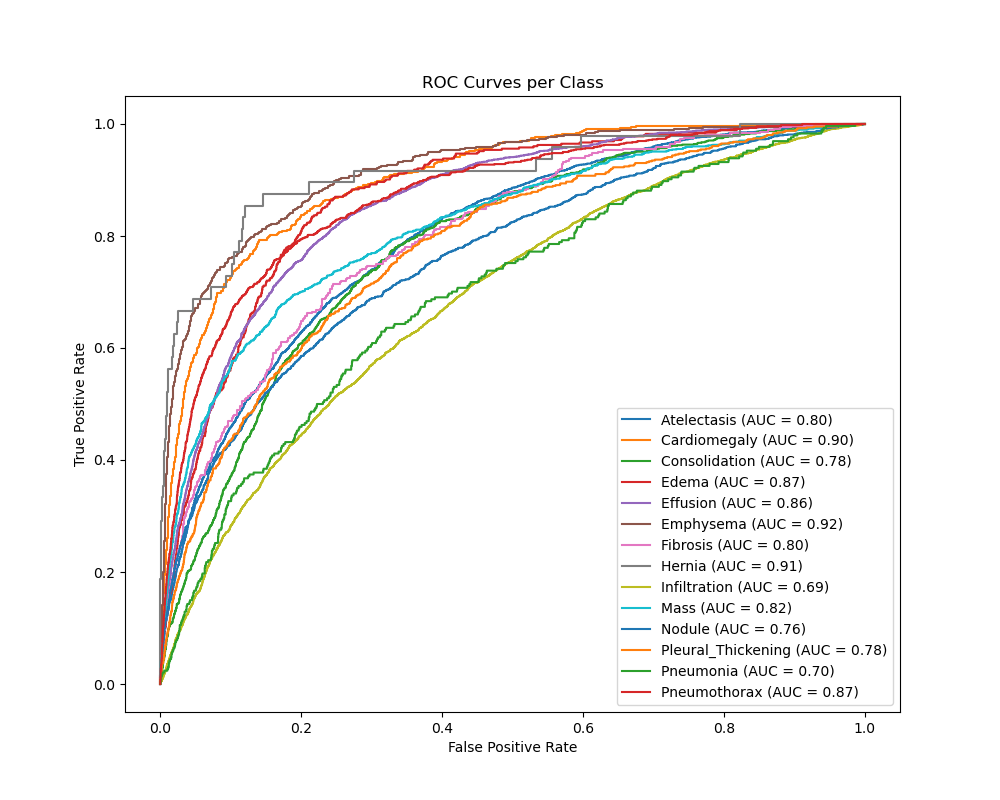 ROC Curves per Class
True Positive Rate
1.0
0.8
0.6
0.4
0.2
0.0
Atelectasis (AUC = 0.80)
Cardiomegaly (AUC = 0.90)
Consolidation (AUC = 0.78)
Edema (AUC = 0.87)
Effusion (AUC = 0.86)
Emphysema (AUC = 0.92)
Fibrosis (AUC = 0.80)
Hernia (AUC = 0.91)
Infiltration (AUC = 0.69)
Mass (AUC = 0.82)
Nodule (AUC = 0.76)
Pleural_Thickening (AUC = 0.78)
Pneumonia (AUC = 0.70)
Pneumothorax (AUC = 0.87)
0.0 0.2 0.4 0.6 0.8 1.0
False Positive Rate